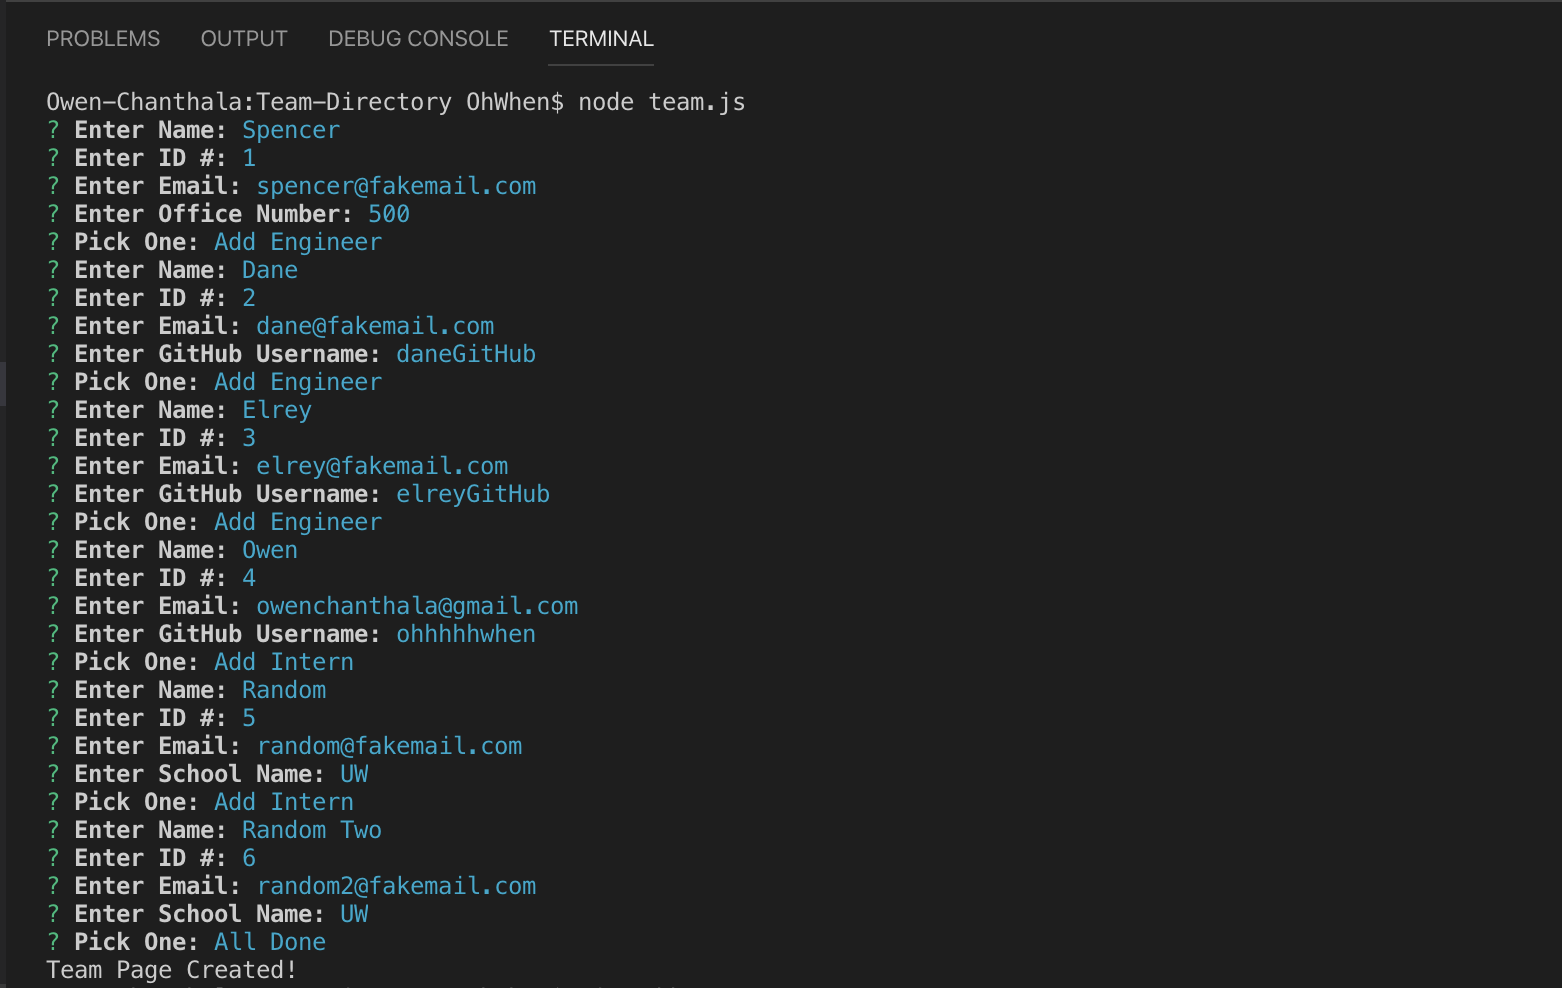 PROBLEMS OUTPUT DEBUG CONSOLE TERMINAL
Owen-Chanthala:Team-Directory OhWhen$ node team.js
? Enter Name: Spencer
? Enter ID #: 1
? Enter Email: spencer@fakemail.com
? Enter Office Number: 500
? Pick One: Add Engineer
? Enter Name: Dane
? Enter ID #: 2
? Enter Email: dane@fakemail.com
? Enter GitHub Username: daneGitHub
? Pick One: Add Engineer
? Enter Name: Elrey
? Enter ID #: 3
? Enter Email: elrey@fakemail.com
? Enter GitHub Username: elreyGitHub
? Pick One: Add Engineer
? Enter Name: Owen
? Enter ID #: 4
? Enter Email: owenchanthala@gmail.com
? Enter GitHub Username: ohhhhhwhen
? Pick One: Add Intern
? Enter Name: Random
? Enter ID #: 5
? Enter Email: random@fakemail.com
? Enter School Name: UW
? Pick One: Add Intern
? Enter Name: Random Two
? Enter ID #: 6
? Enter Email: random2@fakemail.com
? Enter School Name: UW
? Pick One: All Done
Team Page Created!